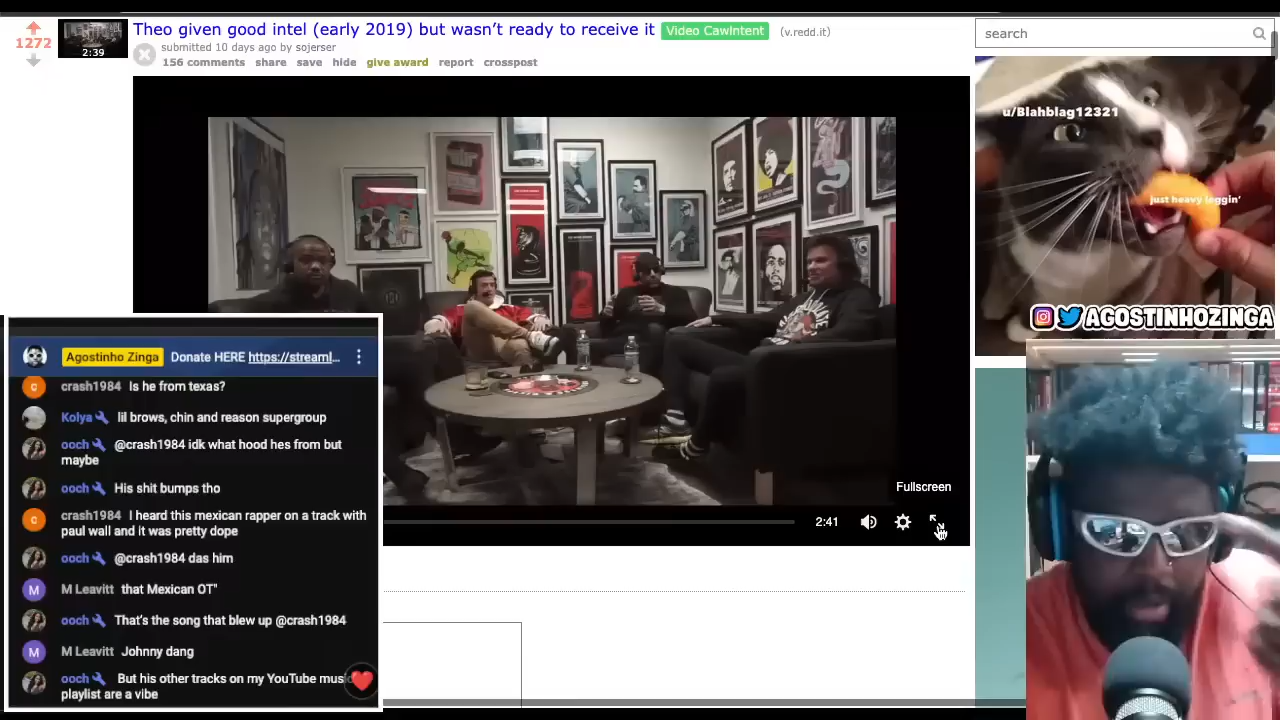 1272
2:39
Theo given good intel (early 2019) but wasn't ready to receive it
Video CawIntent
(v.redd.it)
submitted 10 days ago by sojerser
156 comments share save hide give award report crosspost
search
u/Blahblag12321
just heavy leggin'
AGOSTINHOZINGA
Fullscreen
2:41
Agostinho Zinga Donate HERE https://streaml...
crash1984 Is he from texas?
Kolya lil brows, chin and reason supergroup
ooch @crash1984 idk what hood hes from but
maybe
ooch His shit bumps tho
crash1984 I heard this mexican rapper on a track with
paul wall and it was pretty dope
ooch @crash1984 das him
M Leavitt that Mexican OT"
ooch That's the song that blew up @crash1984
M Leavitt Johnny dang
ooch But his other tracks on my YouTube music
playlist are a vibe